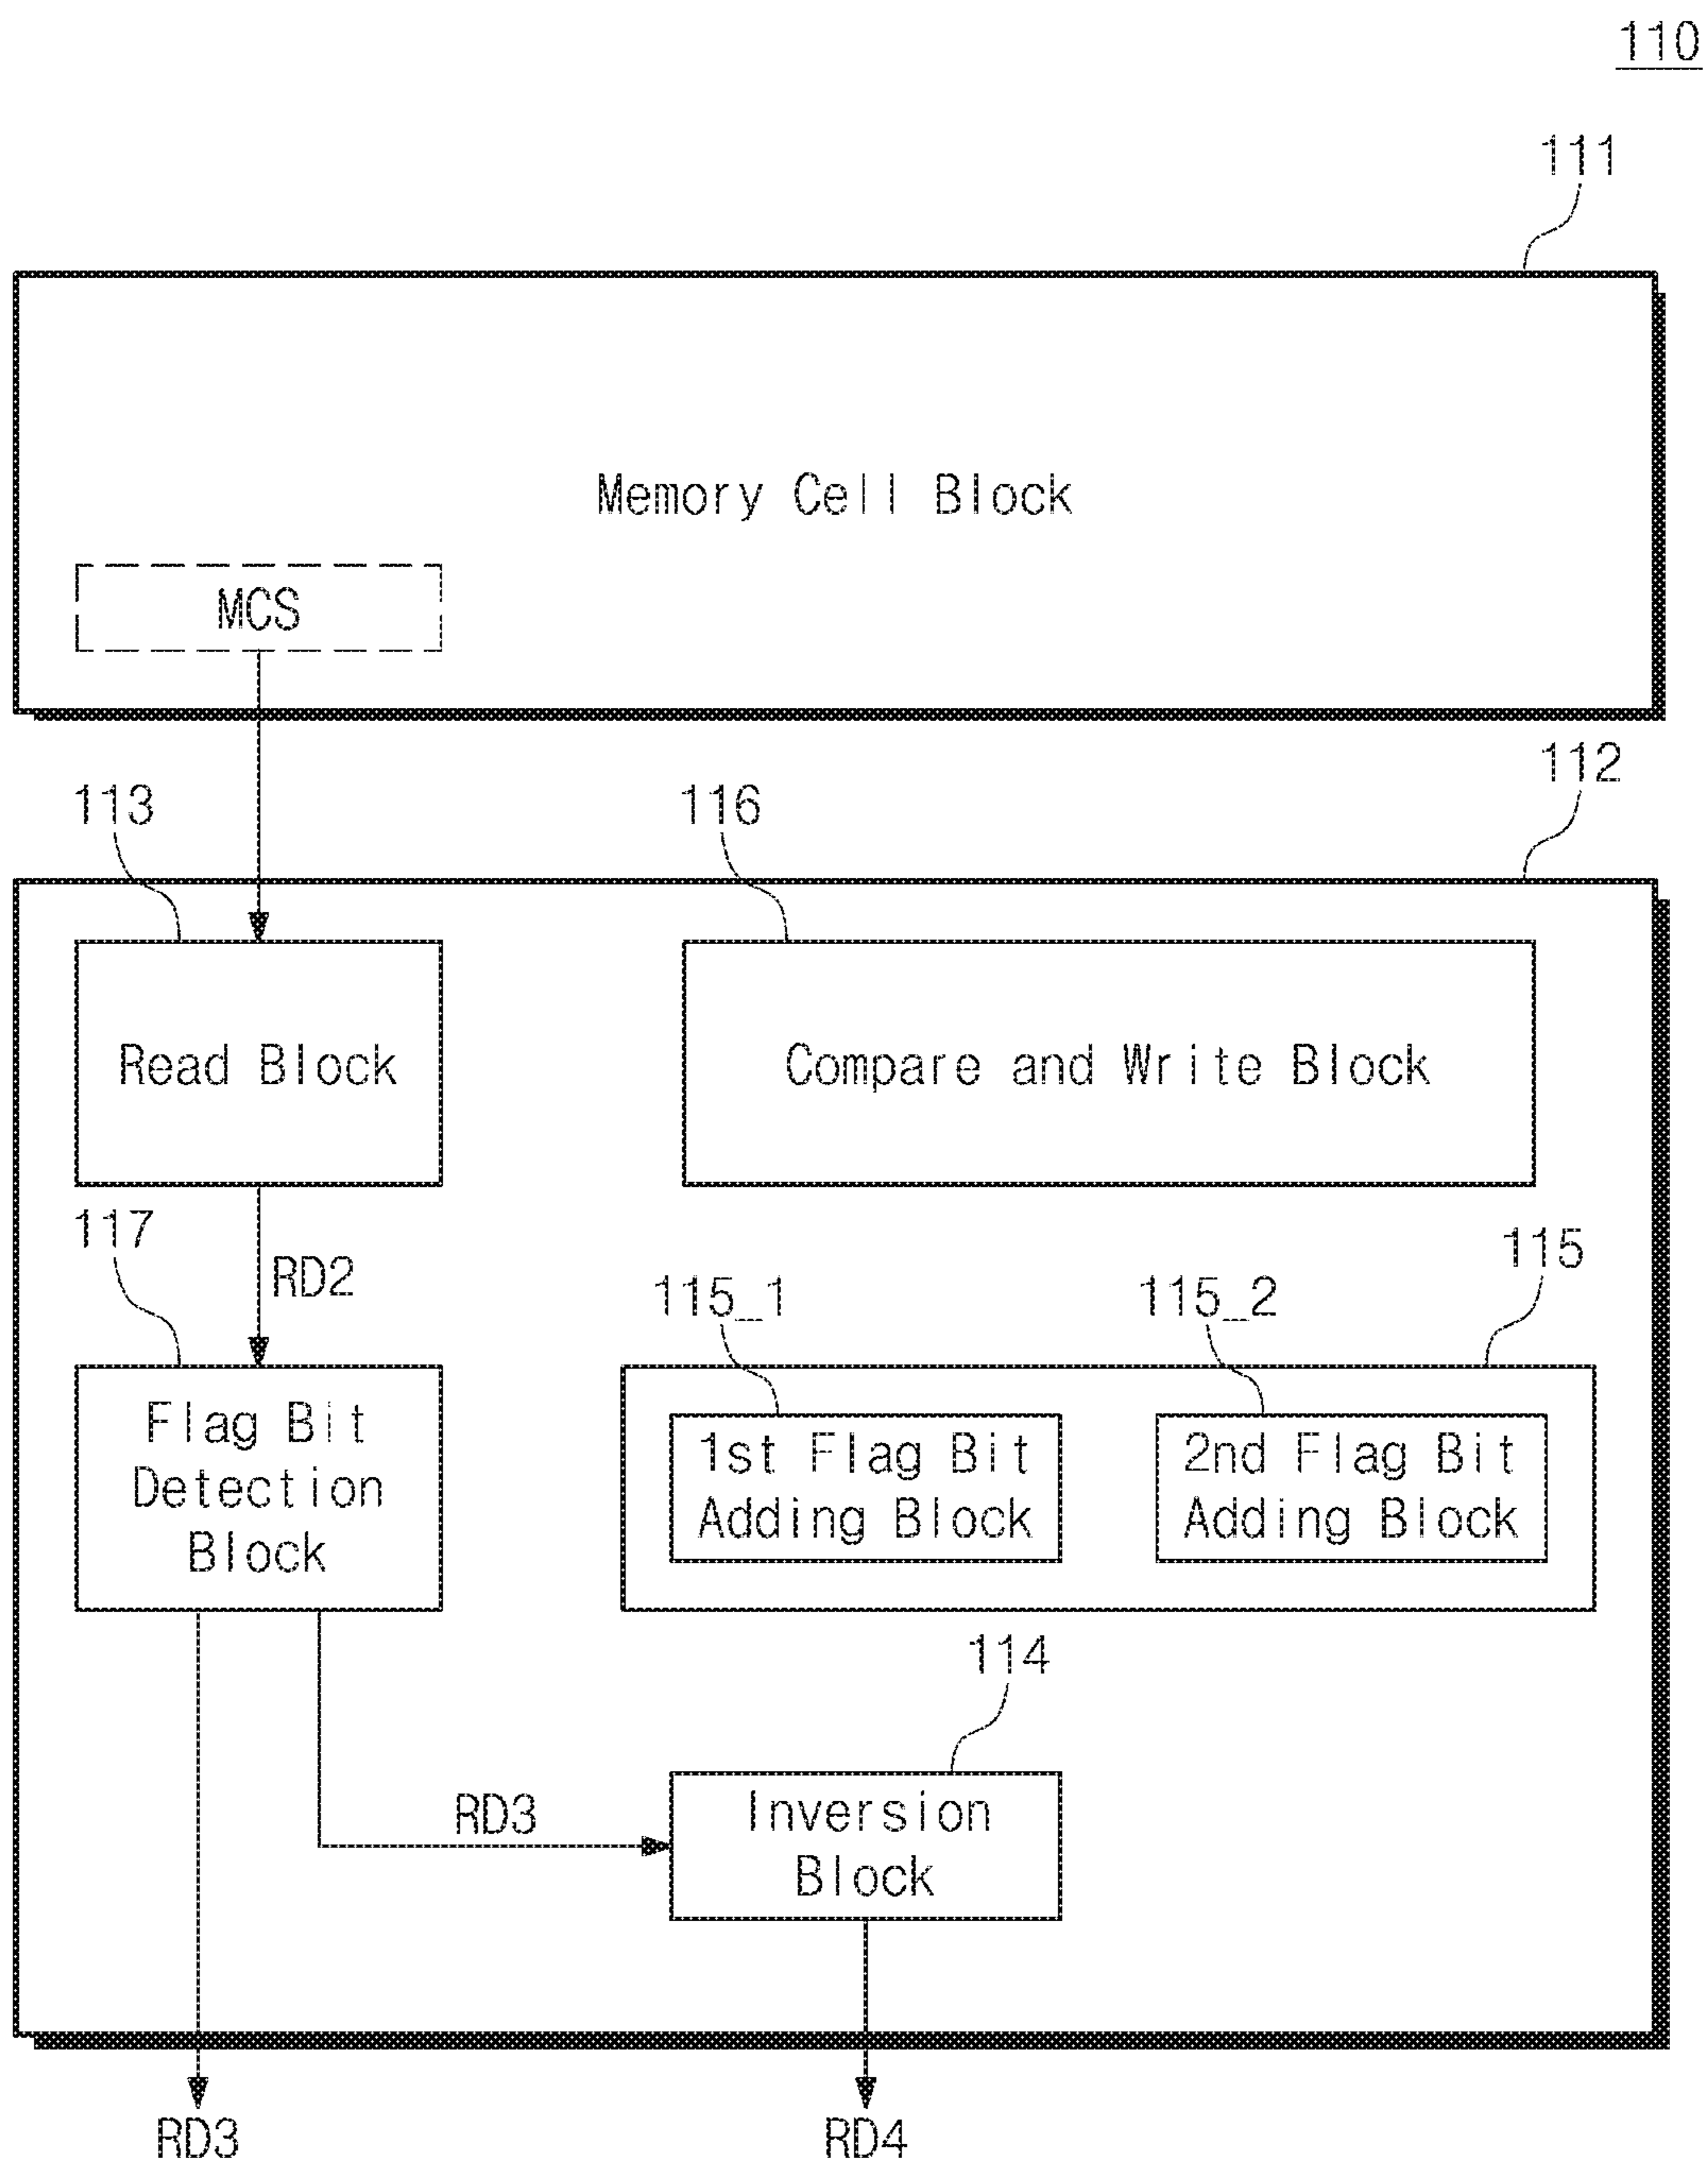 110
111
Memory Cell Block
MCS
112
113
116
Read Block
Compare and Write Block
117
RD2
115
115_1
115_2
Flag Bit
Detection
Block
1st Flag Bit
Adding Block
2nd Flag Bit
Adding Block
114
RD3
Inversion
Block
RD3
RD4